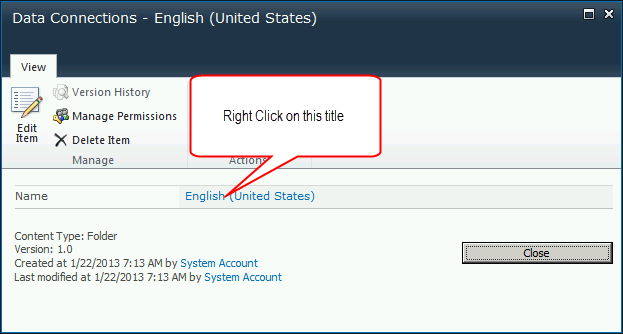 Data Connections - English (United States)
View
Edit Item
Version History
Manage Permissions
Delete Item
Manage
Actions
Right Click on this title
Name English (United States)
Content Type: Folder
Version: 1.0
Created at 1/22/2013 7:13 AM by System Account
Last modified at 1/22/2013 7:13 AM by System Account
Close